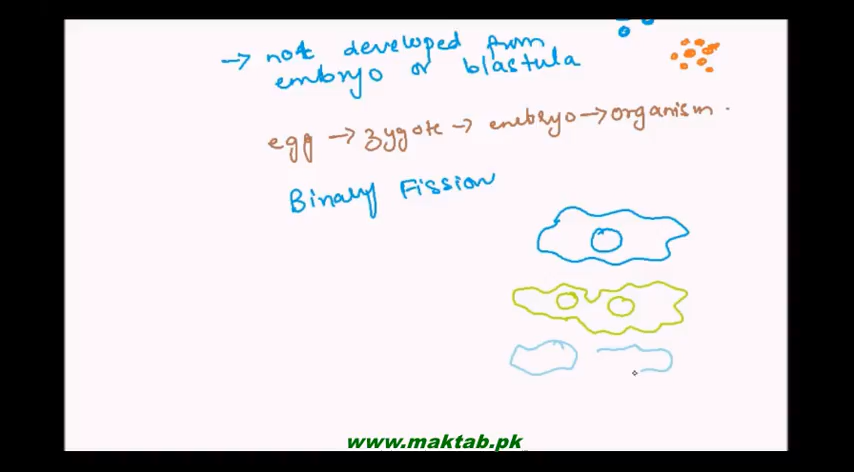 → not developed from
embryo or blastula
egg → zygote → embryo → organism.
Binary Fission
www.maktab.pk